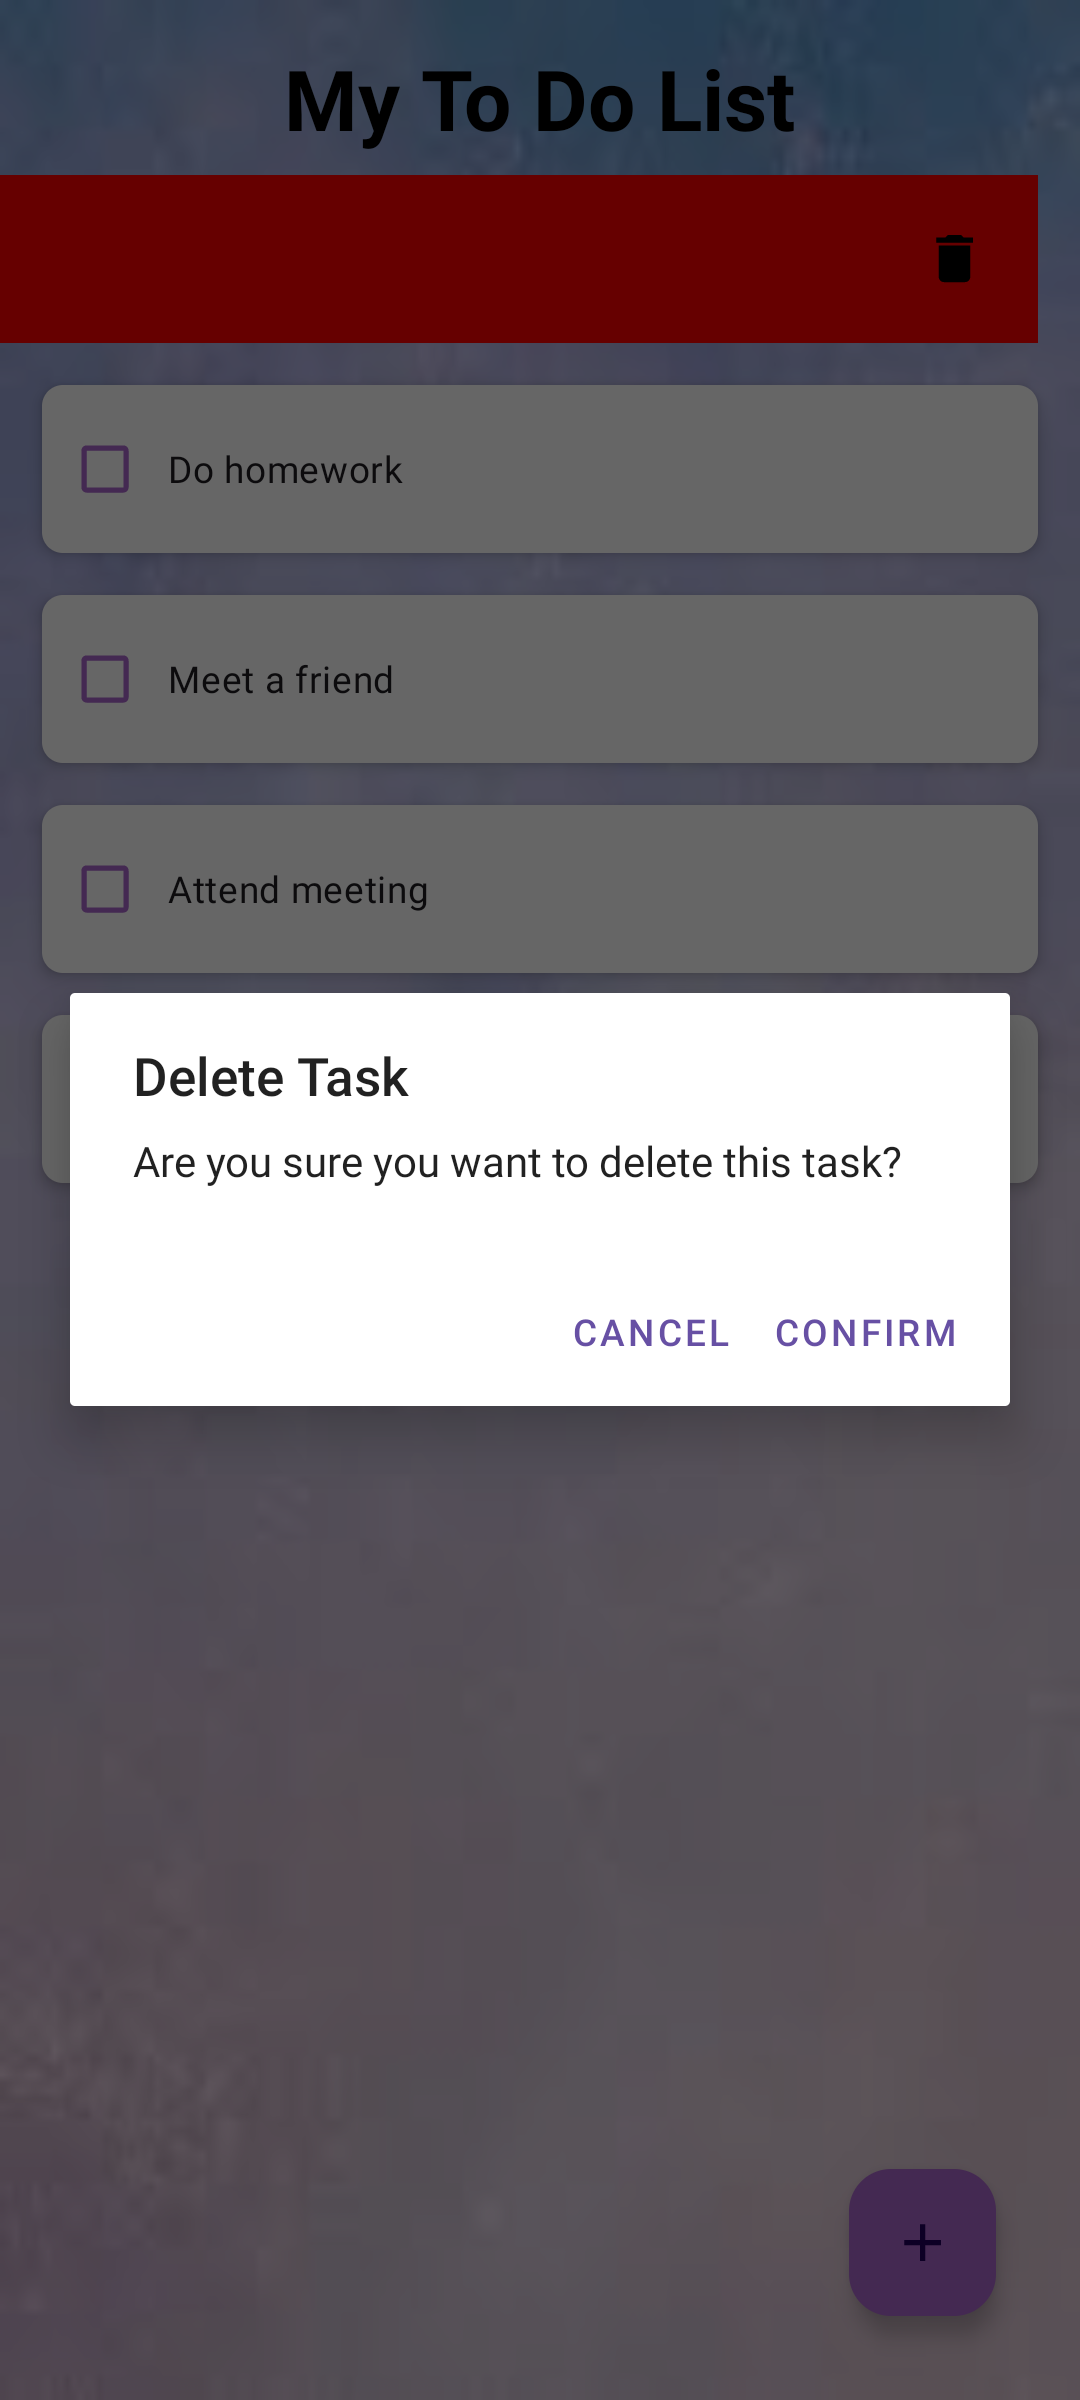 My To Do List
Do homework
Meet a friend
Attend meeting
Delete Task
Are you sure you want to delete this task?
CANCEL CONFIRM